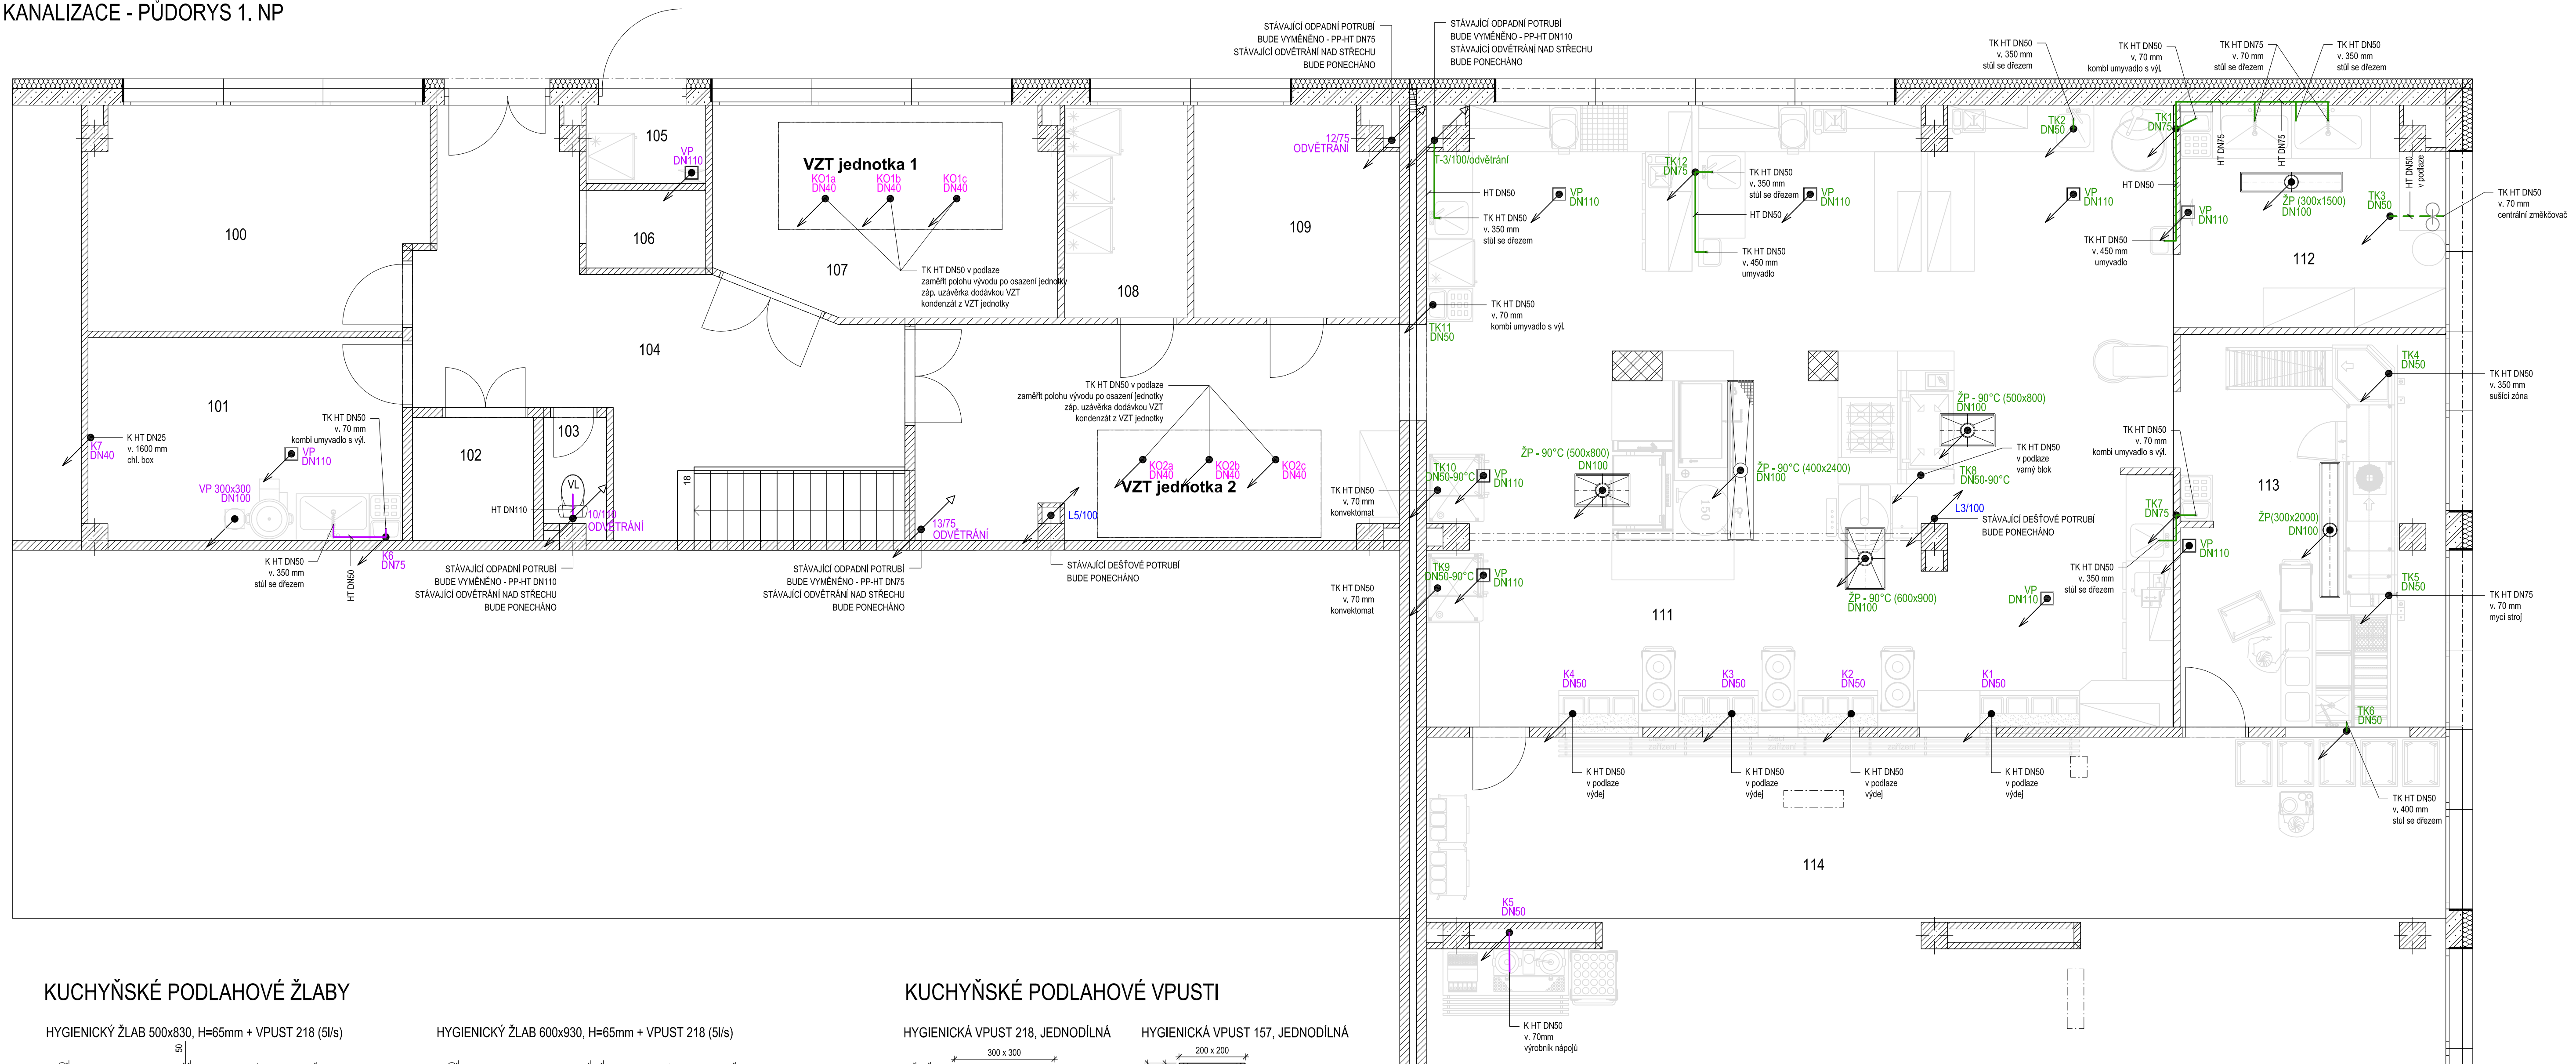 KANALIZACE - PŮDORYS 1. NP
STÁVAJÍCÍ ODPADNÍ POTRUBÍ
BUDE VYMĚNĚNO - PP-HT DN75
STÁVAJÍCÍ ODVĚTRÁNÍ NAD STŘECHU
BUDE PONECHÁNO
STÁVAJÍCÍ ODPADNÍ POTRUBÍ
BUDE VYMĚNĚNO - PP-HT DN110
STÁVAJÍCÍ ODVĚTRÁNÍ NAD STŘECHU
BUDE PONECHÁNO
TK HT DN50
v. 350 mm
stůl se dřezem
TK HT DN50
v. 70 mm
kombi umyvadlo s výl.
TK HT DN75
v. 70 mm
stůl se dřezem
TK HT DN50
v. 350 mm
stůl se dřezem
100
105
VP
DN110
106
VZT jednotka 1
KO1a
DN40
KO1b
DN40
KO1c
DN40
107
TK HT DN50 v podlaze
zaměřit polohu vývodu po osazení jednotky
záp. uzávěrka dodávkou VZT
kondenzát z VZT jednotky
108
109
12/75
ODVĚTRÁNÍ
T-3/100/odvětrání
HT DN50
TK HT DN50
v. 350 mm
stůl se dřezem
VP
DN110
TK12
DN75
TK HT DN50
v. 350 mm
stůl se dřezem
HT DN50
TK HT DN50
v. 450 mm
umyvadlo
VP
DN110
TK2
DN50
VP
DN110
TK1
DN75
HT DN50
VP
DN110
TK HT DN50
v. 450 mm
umyvadlo
HT DN75
HT DN75
ŽP (300x1500)
DN100
TK3
DN50
HT DN50
v podlaze
TK HT DN50
v. 70 mm
centrální změkčovač
112
TK HT DN50
v. 70 mm
kombi umyvadlo s výl.
TK11
DN50
104
101
K7
DN40
K HT DN25
v. 1600 mm
chl. box
VP
DN110
TK HT DN50
v. 70 mm
kombi umyvadlo s výl.
VP 300x300
DN100
K HT DN50
v. 350 mm
stůl se dřezem
HT DN50
K6
DN75
102
103
VL
HT DN110
10/110
ODVĚTRÁNÍ
STÁVAJÍCÍ ODPADNÍ POTRUBÍ
BUDE VYMĚNĚNO - PP-HT DN110
STÁVAJÍCÍ ODVĚTRÁNÍ NAD STŘECHU
BUDE PONECHÁNO
18
13/75
ODVĚTRÁNÍ
STÁVAJÍCÍ ODPADNÍ POTRUBÍ
BUDE VYMĚNĚNO - PP-HT DN75
STÁVAJÍCÍ ODVĚTRÁNÍ NAD STŘECHU
BUDE PONECHÁNO
L5/100
STÁVAJÍCÍ DEŠŤOVÉ POTRUBÍ
BUDE PONECHÁNO
TK HT DN50 v podlaze
zaměřit polohu vývodu po osazení jednotky
záp. uzávěrka dodávkou VZT
kondenzát z VZT jednotky
KO2a
DN40
KO2b
DN40
KO2c
DN40
VZT jednotka 2
TK10
DN50-90°C
VP
DN110
TK HT DN50
v. 70 mm
konvektomat
TK9
DN50-90°C
VP
DN110
TK HT DN50
v. 70 mm
konvektomat
ŽP - 90°C (500x800)
DN100
150
ŽP - 90°C (400x2400)
DN100
ŽP - 90°C (500x800)
DN100
TK HT DN50
v podlaze
varný blok
TK8
DN50-90°C
L3/100
STÁVAJÍCÍ DEŠŤOVÉ POTRUBÍ
BUDE PONECHÁNO
ŽP - 90°C (600x900)
DN100
VP
DN110
TK HT DN50
v. 70 mm
kombi umyvadlo s výl.
TK7
DN75
VP
DN110
TK HT DN50
v. 350 mm
stůl se dřezem
113
ŽP(300x2000)
DN100
TK4
DN50
TK HT DN50
v. 350 mm
sušící zóna
TK5
DN50
TK HT DN75
v. 70 mm
mycí stroj
111
K4
DN50
K3
DN50
K2
DN50
K1
DN50
TK6
DN50
K HT DN50
v podlaze
výdej
K HT DN50
v podlaze
výdej
K HT DN50
v podlaze
výdej
K HT DN50
v podlaze
výdej
TK HT DN50
v. 400 mm
stůl se dřezem
114
K5
DN50
K HT DN50
v. 70mm
výrobník nápojů
KUCHYŇSKÉ PODLAHOVÉ ŽLABY
KUCHYŇSKÉ PODLAHOVÉ VPUSTI
HYGIENICKÝ ŽLAB 500x830, H=65mm + VPUST 218 (5l/s)
HYGIENICKÝ ŽLAB 600x930, H=65mm + VPUST 218 (5l/s)
HYGIENICKÁ VPUST 218, JEDNODÍLNÁ
HYGIENICKÁ VPUST 157, JEDNODÍLNÁ
50
300 x 300
200 x 200